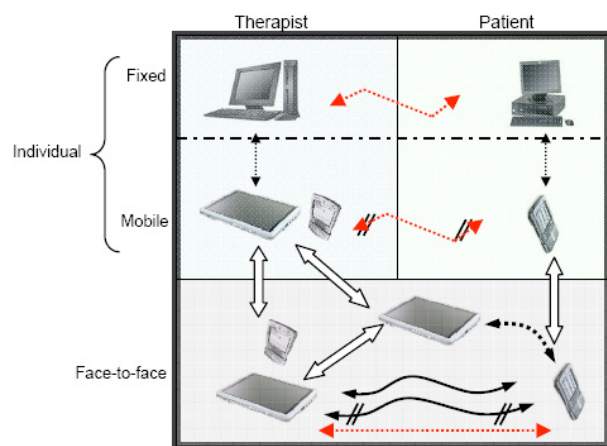 Therapist Patient
Fixed
Individual
Mobile
Face-to-face